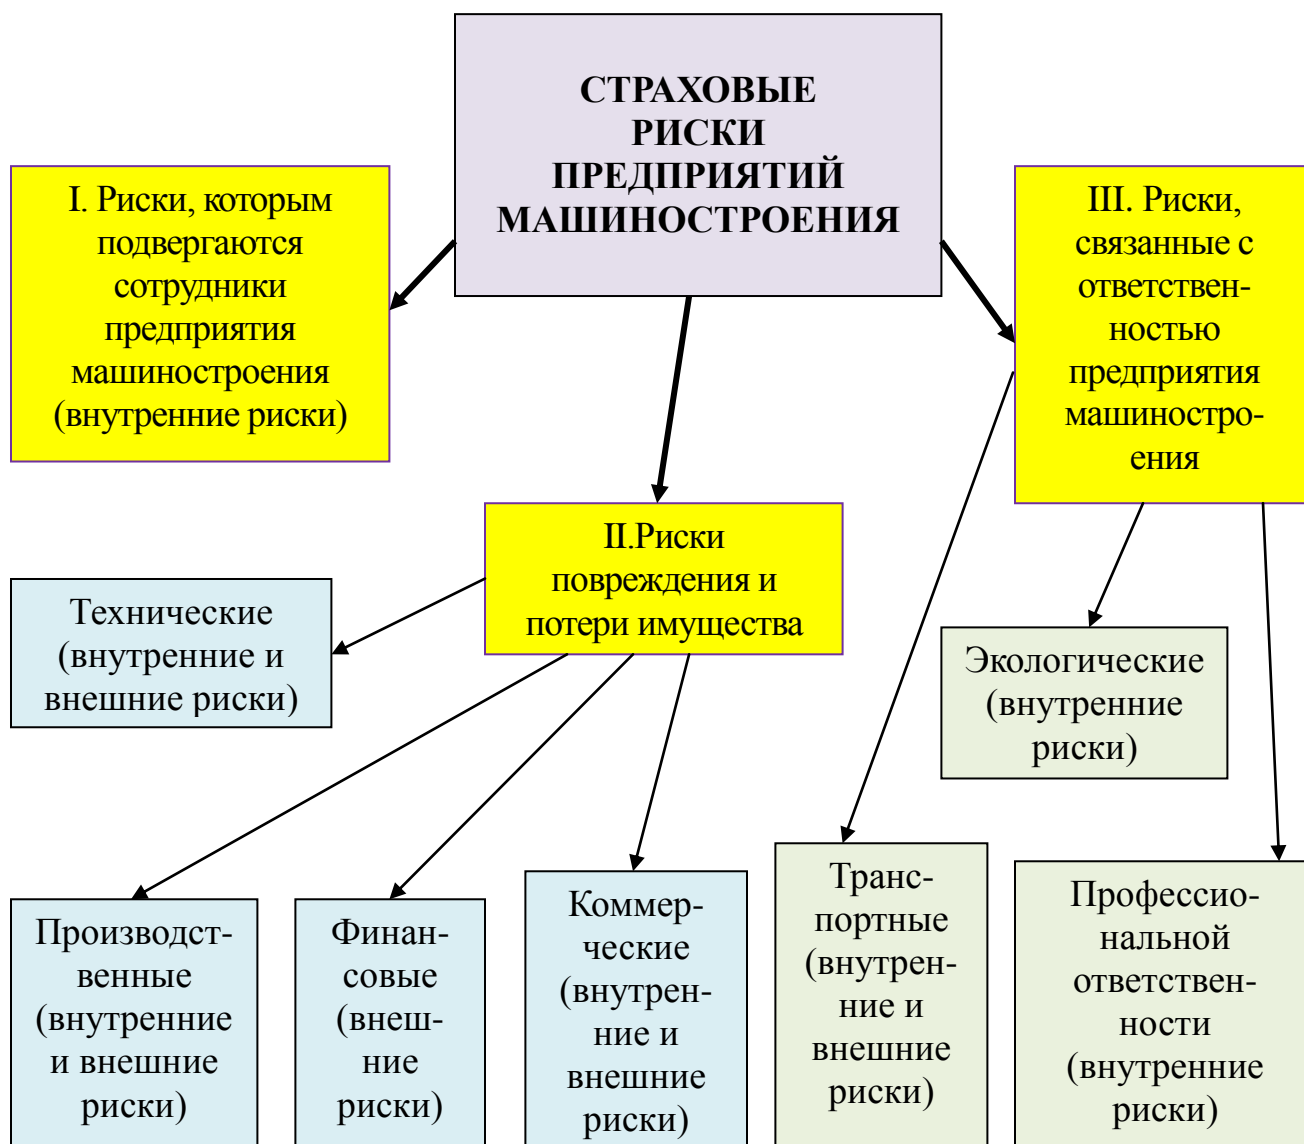 СТРАХОВЫЕ
РИСКИ
ПРЕДПРИЯТИЙ
МАШИНОСТРОЕНИЯ
I. Риски, которым
подвергаются
сотрудники
предприятия
машиностроения
(внутренние риски)
III. Риски,
связанные с
ответствен-
ностью
предприятия
машиностро-
ения
II.Риски
повреждения и
потери имущества
Технические
(внутренние и
внешние риски)
Экологические
(внутренние
риски)
Производст-
венные
(внутренние
и внешние
риски)
Финан-
совые
(внеш-
ние
риски)
Коммер-
ческие
(внутрен-
ние и
внешние
риски)
Транс-
портные
(внутрен-
ние и
внешние
риски)
Профессио-
нальной
ответствен-
ности
(внутренние
риски)